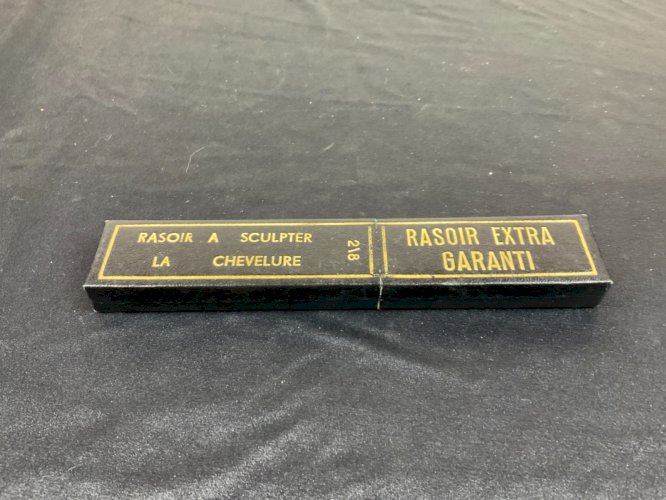 RASOIR A SCULPTER
LA CHEVELURE
218
RASOIR EXTRA
GARANTI